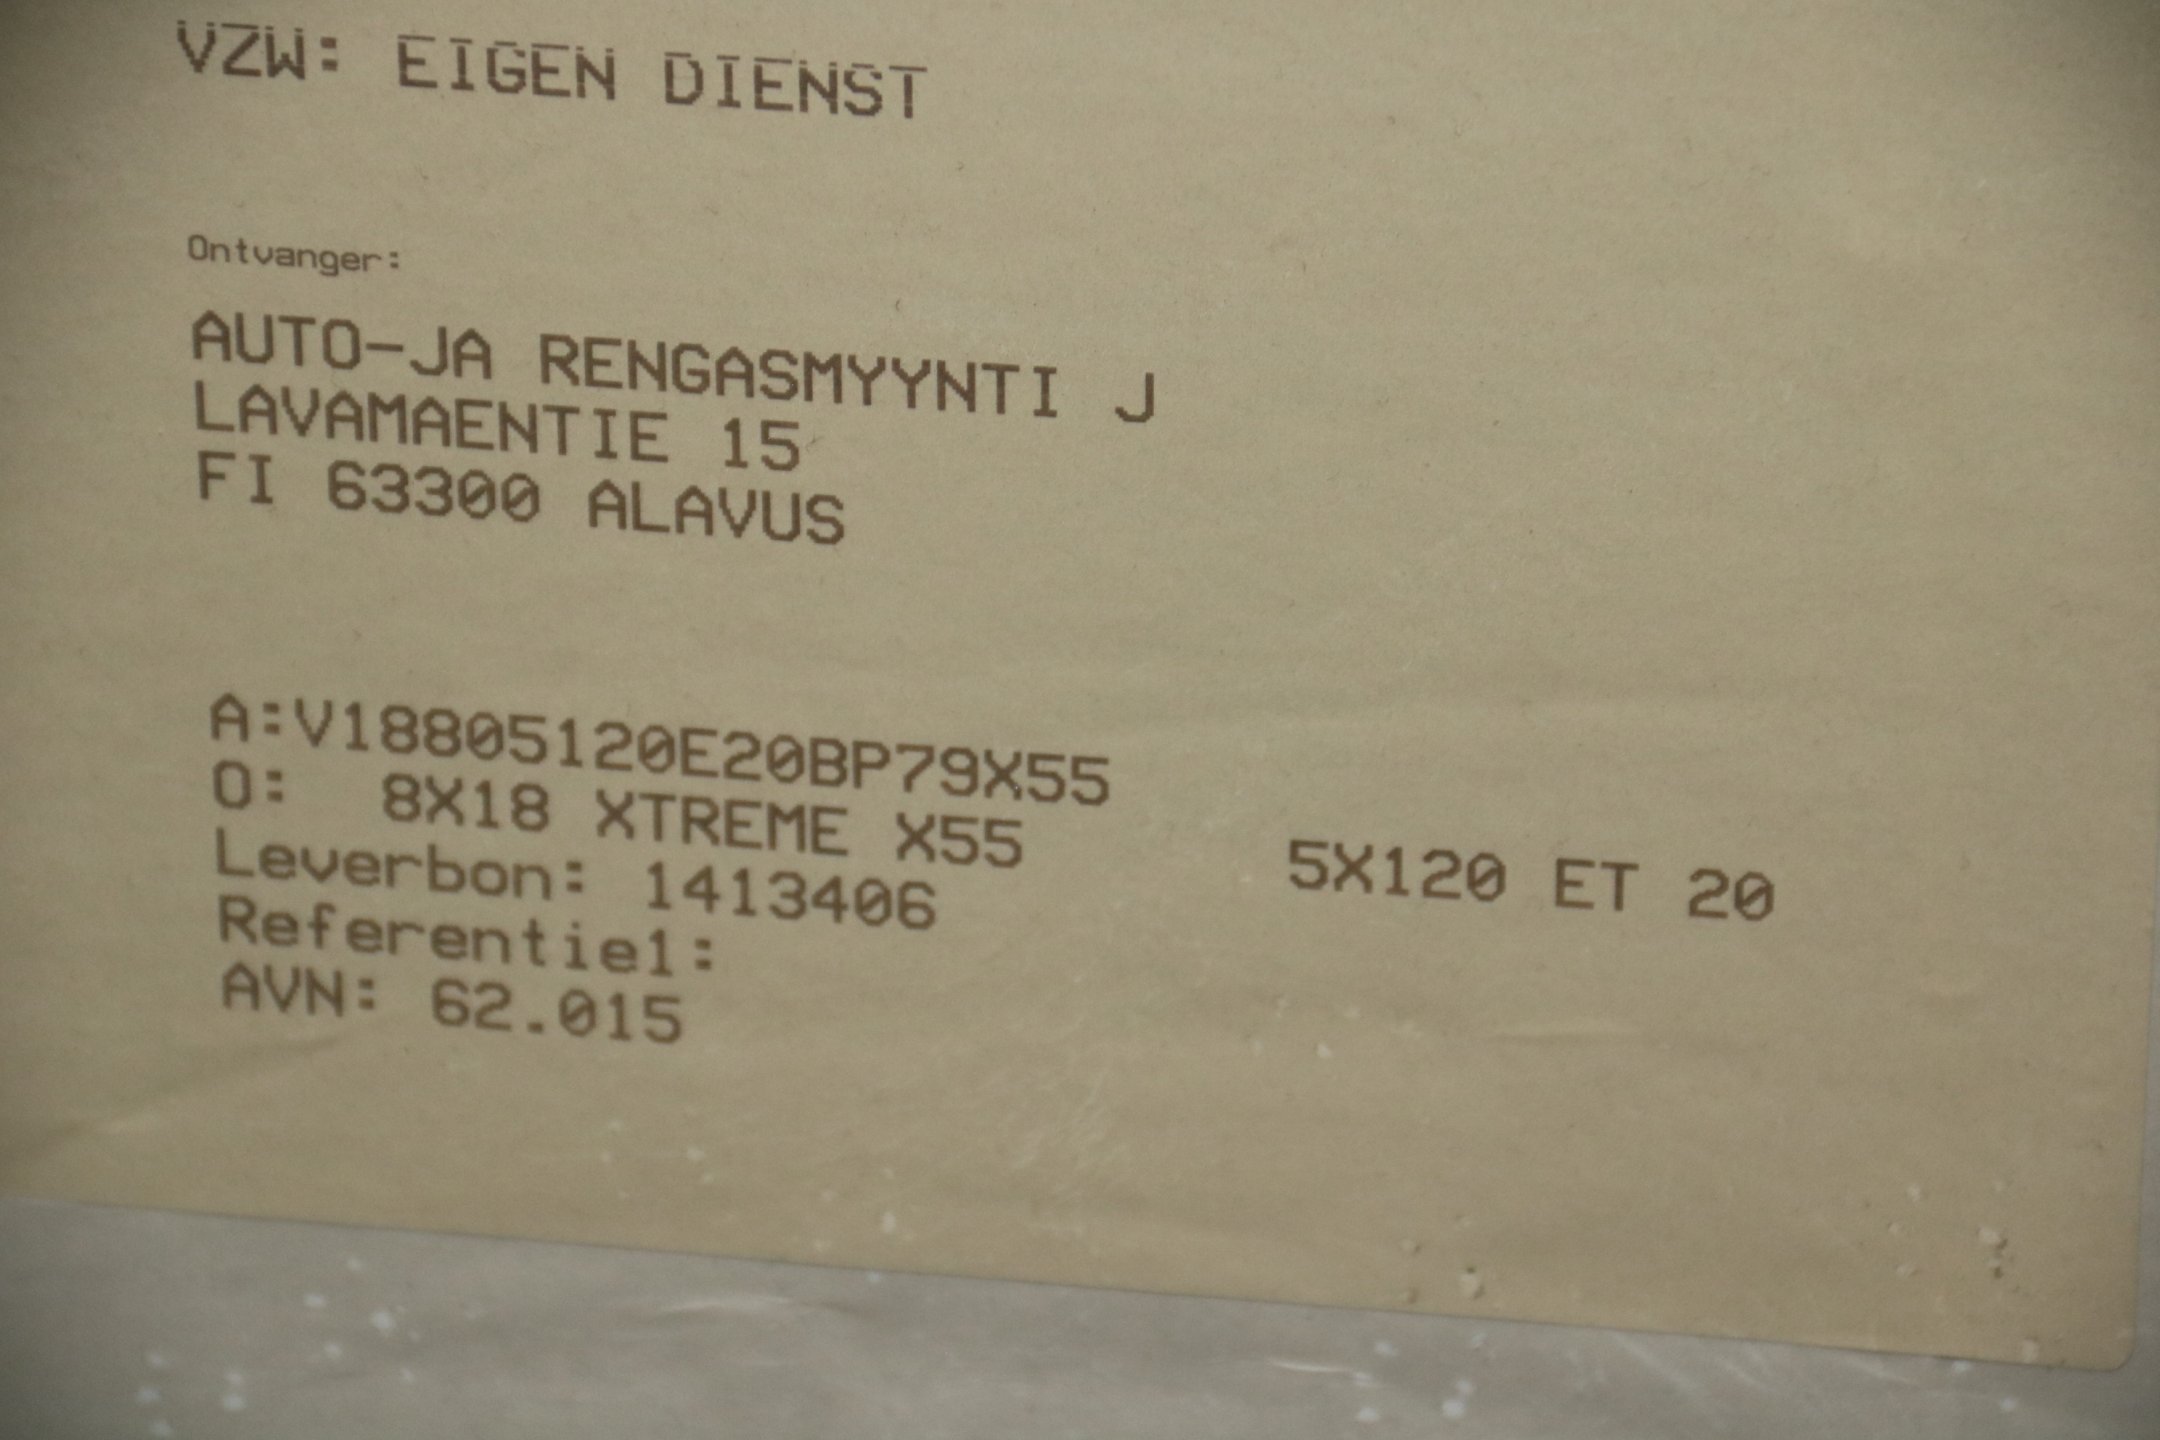 VZW: EIGEN DIENST
Ontvanger:
AUTO-JA RENGASMYYNTI J
LAVAMAENTIE 15
FI 63300 ALAVUS
A:V18805120E20BP79X55
O: 8X18 XTREME X55 5X120 ET 20
Leverbon: 1413406
Referentie1:
AVN: 62.015